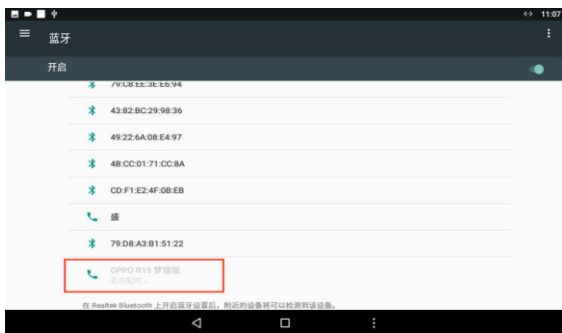 11:07
蓝牙
开启
79:C8:EE:3E:E6:94
43:82:BC:29:98:36
49:22:6A:08:E4:97
4B:CC:01:71:CC:8A
CD:F1:E2:4F:0B:EB
盛
79:D8:A3:B1:51:22
OPPO R15 梦镜版
正在配对...
在 Realtek Bluetooth 上开启蓝牙设置后，附近的设备将可以检测到该设备。